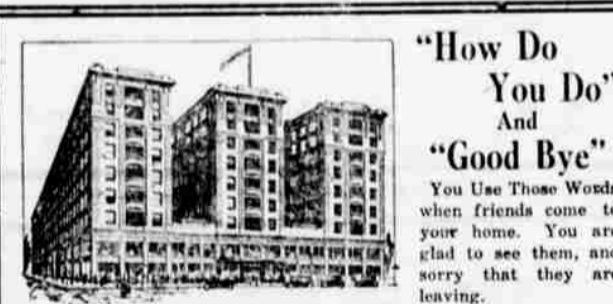 “How Do
You Do”
And
“Good Bye”
You Use Those Words
when friends come to
your home. You are
glad to see them, and
sorry that they are
leaving.